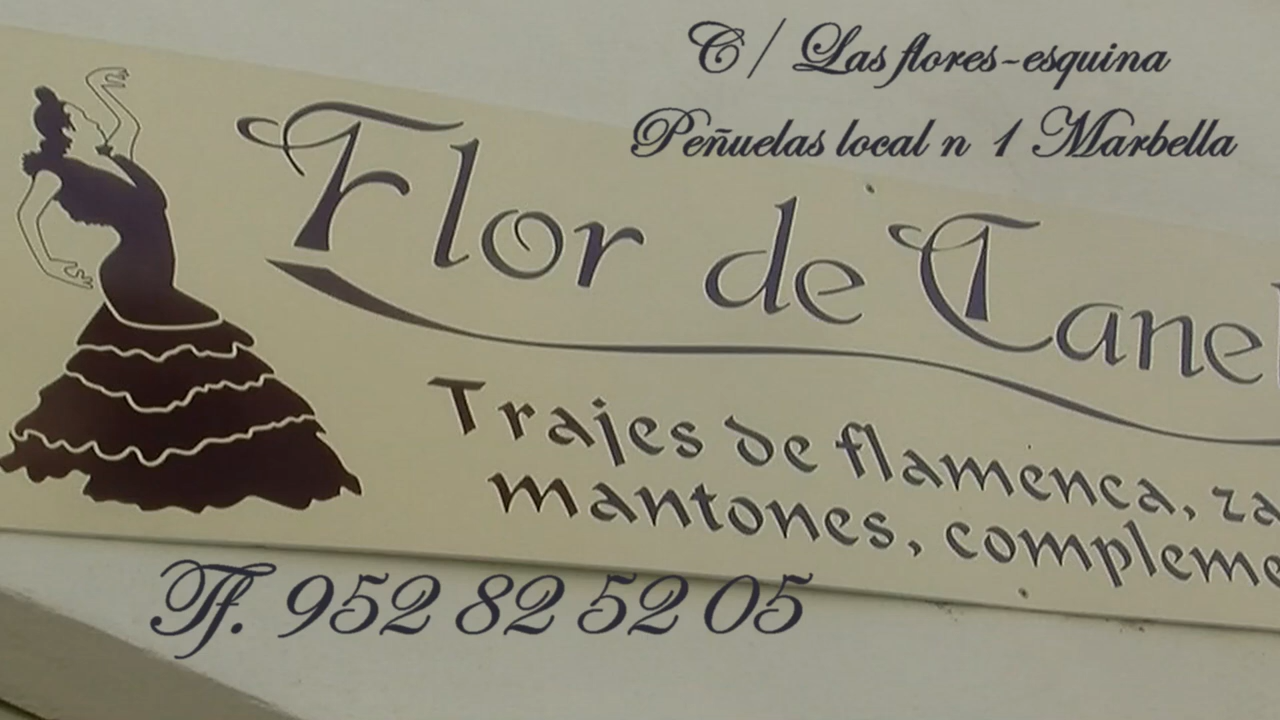 C/ Las flores-esquina
Peñuelas local n 1 Marbella
Flor de Canel
Trajes de flamenca, za
mantones, compleme
Tf. 952 82 52 05